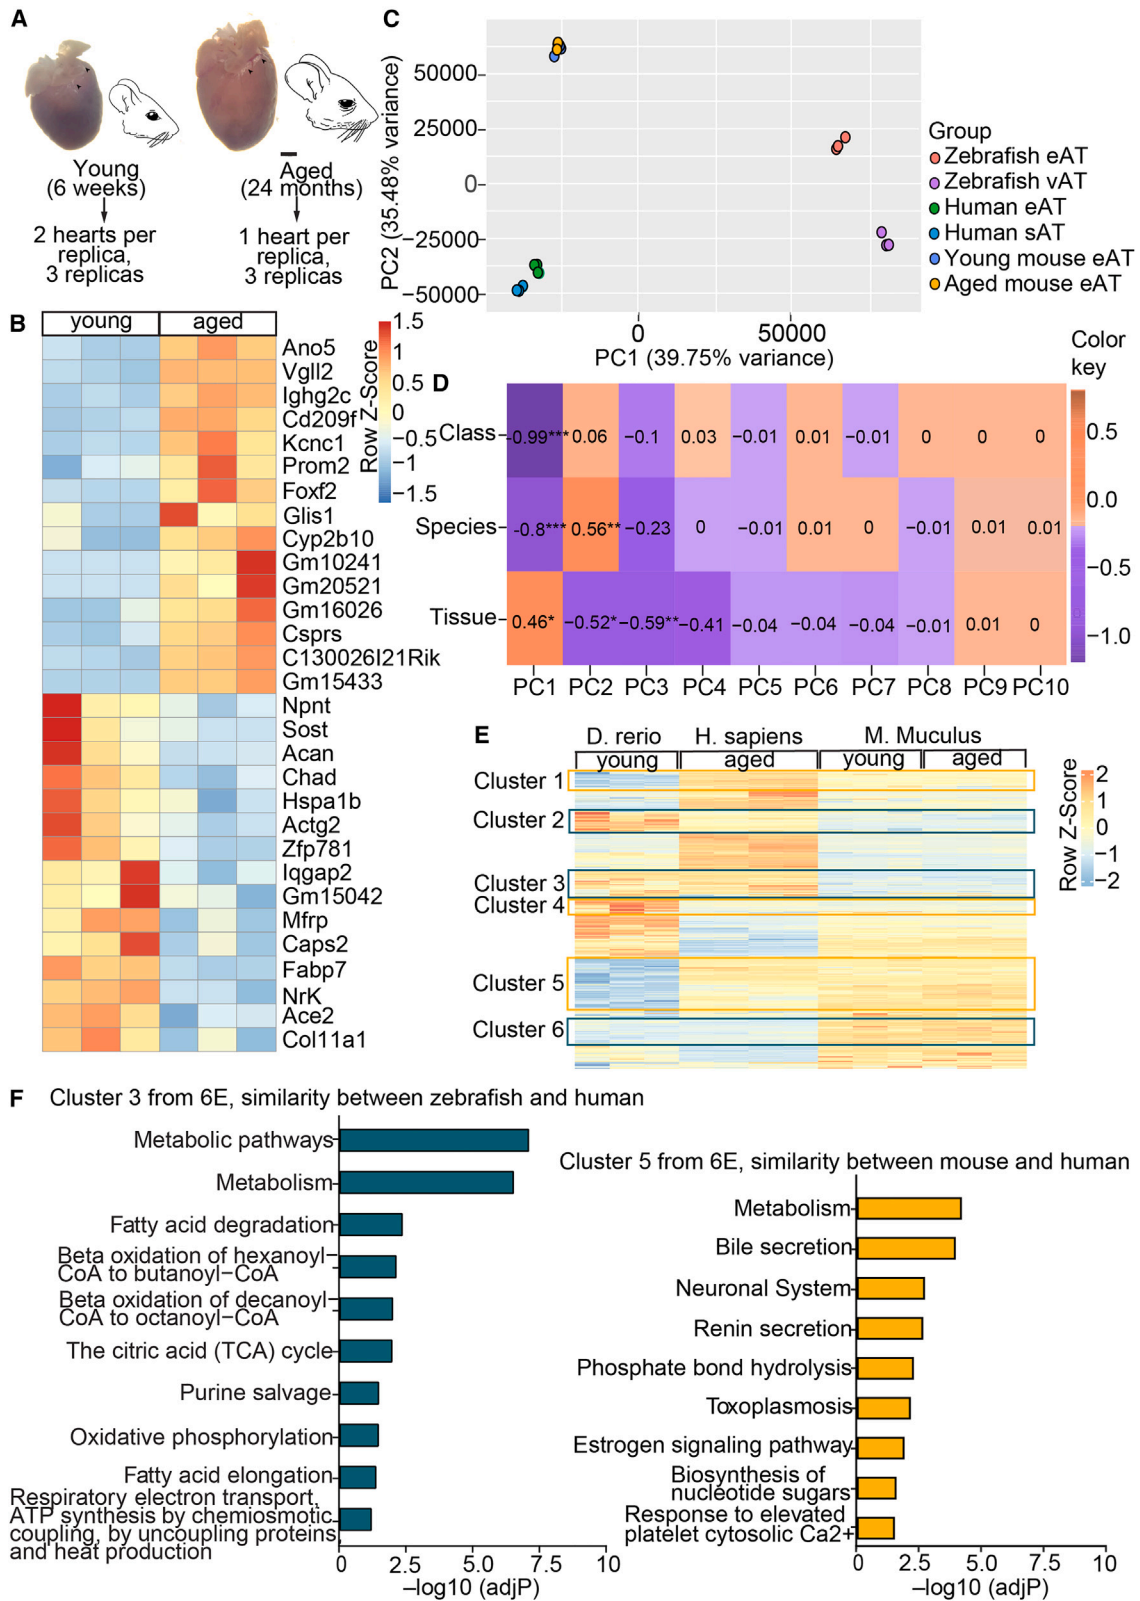 A
Young
(6 weeks)
2 hearts per
replica,
3 replicas
Aged
(24 months)
1 heart per
replica,
3 replicas
B
young
aged
Ano5
Vgll2
Ighg2c
Cd209f
Kcnc1
Prom2
Foxf2
Glis1
Cyp2b10
Gm10241
Gm20521
Gm16026
Csprs
C130026I21Rik
Gm15433
Npnt
Sost
Acan
Chad
Hspa1b
Actg2
Zfp781
Iqgap2
Gm15042
Mfrp
Caps2
Fabp7
NrK
Ace2
Col11a1
1.5
1
0.5
0
−0.5
−1
−1.5
Row Z-Score
C
PC2 (35.48% variance)
50000
25000
0
−25000
−50000
0
50000
PC1 (39.75% variance)
Group
Zebrafish eAT
Zebrafish vAT
Human eAT
Human sAT
Young mouse eAT
Aged mouse eAT
D
Class
-0.99*** 0.06 −0.1 0.03 −0.01 0.01 −0.01 0 0 0
Species
-0.8*** 0.56** −0.23 0 −0.01 0.01 0 −0.01 0.01 0.01
Tissue
0.46* −0.52* −0.59** −0.41 −0.04 −0.04 −0.04 −0.01 0.01 0
PC1 PC2 PC3 PC4 PC5 PC6 PC7 PC8 PC9 PC10
Color
key
0.5
0.0
−0.5
−1.0
E
D. rerio H. sapiens M. Muculus
young aged young aged
Cluster 1
Cluster 2
Cluster 3
Cluster 4
Cluster 5
Cluster 6
Row Z-Score
2
1
0
−1
−2
F
Cluster 3 from 6E, similarity between zebrafish and human
Metabolic pathways
Metabolism
Fatty acid degradation
Beta oxidation of hexanoyl−
CoA to butanoyl−CoA
Beta oxidation of decanoyl−
CoA to octanoyl−CoA
The citric acid (TCA) cycle
Purine salvage
Oxidative phosphorylation
Fatty acid elongation
Respiratory electron transport,
ATP synthesis by chemiosmotic
coupling, by uncoupling proteins
and heat production
0 2.5 5.0 7.5 10
−log10 (adjP)
Cluster 5 from 6E, similarity between mouse and human
Metabolism
Bile secretion
Neuronal System
Renin secretion
Phosphate bond hydrolysis
Toxoplasmosis
Estrogen signaling pathway
Biosynthesis of
nucleotide sugars
Response to elevated
platelet cytosolic Ca2+
0 2.5 5.0 7.5 10
−log10 (adjP)